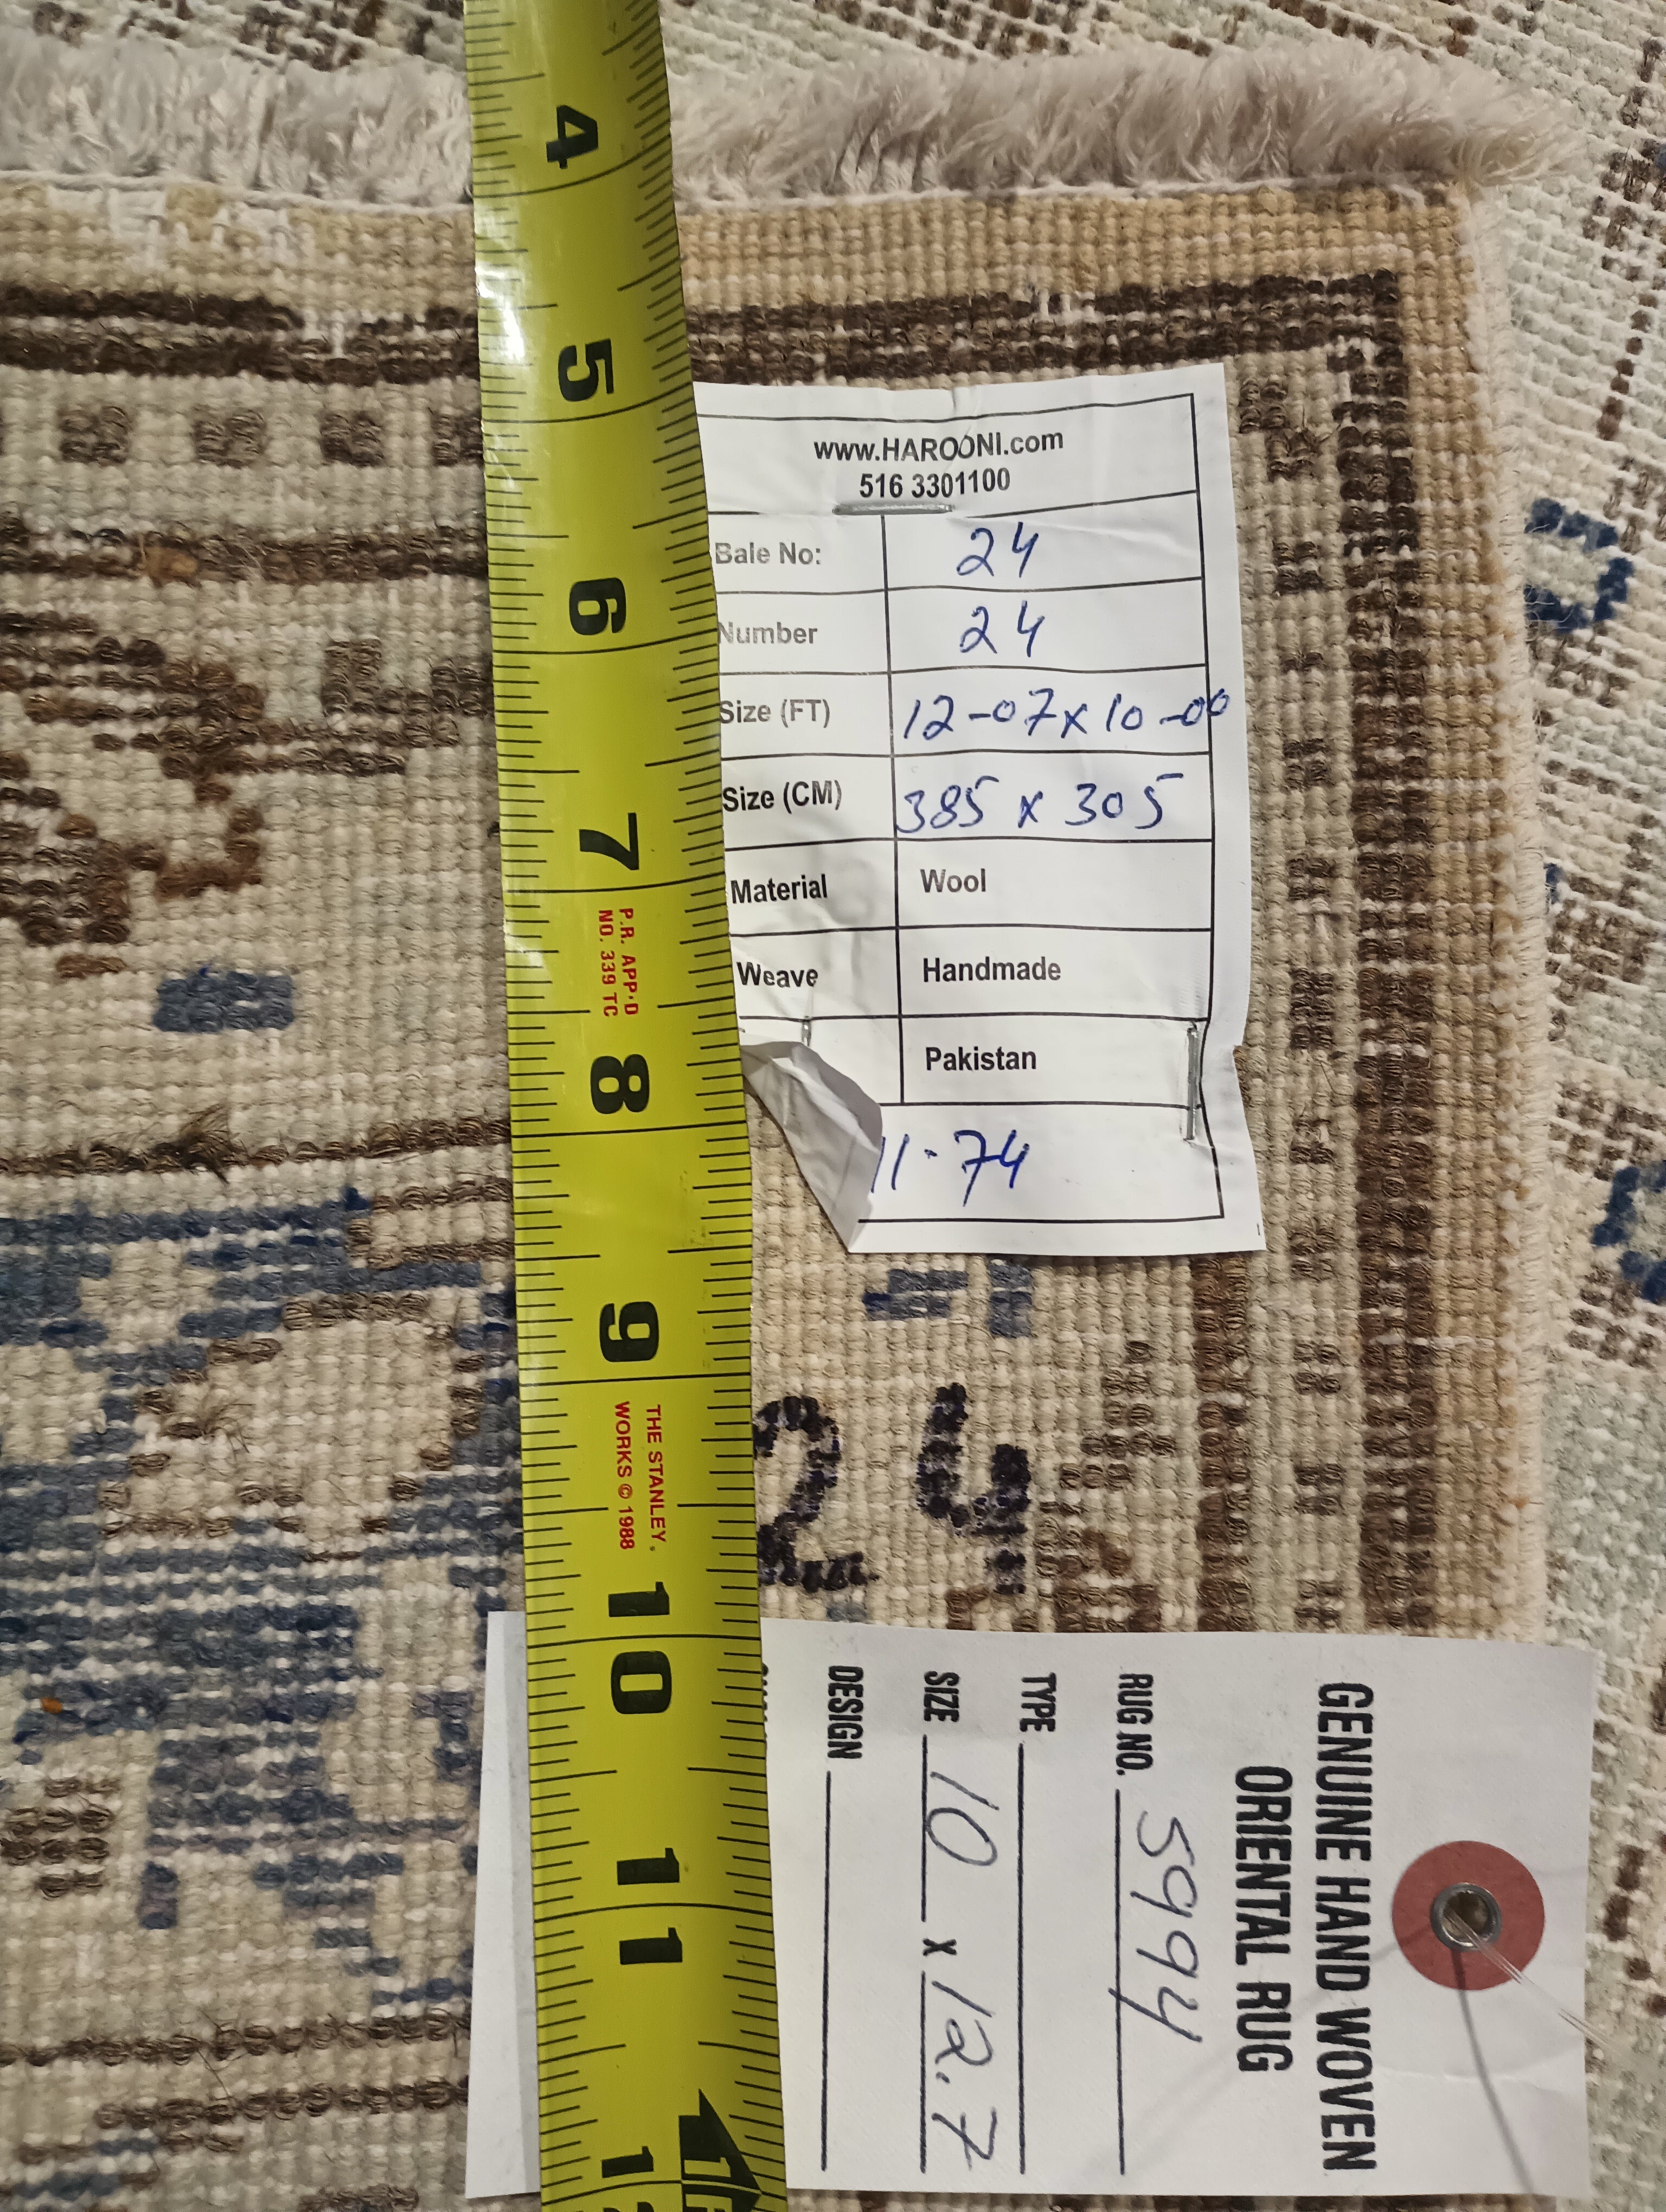 4
5
6
7
P.R. APP'D
NO. 339 TC
8
9
THE STANLEY
WORKS © 1988
10
11
1F
www.HAROONI.com
516 3301100
Bale No: 24
Number 24
Size (FT) 12-07x10-00
Size (CM) 385 x 305
Material Wool
Weave Handmade
Pakistan
11.74
24
GENUINE HAND WOVEN
ORIENTAL RUG
RUG NO. 5994
TYPE
SIZE 10 x 12.7
DESIGN